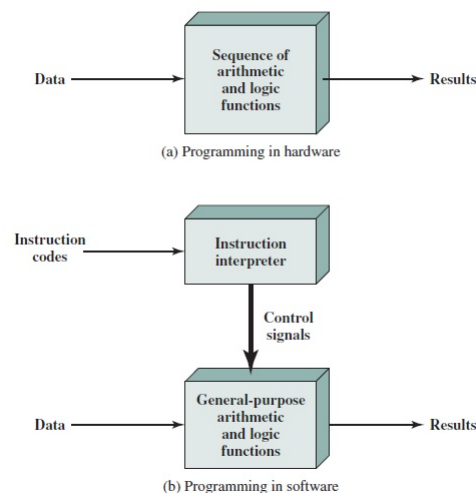 Data
Sequence of
arithmetic
and logic
functions
Results
(a) Programming in hardware
Instruction
codes
Instruction
interpreter
Control
signals
Data
General-purpose
arithmetic
and logic
functions
Results
(b) Programming in software